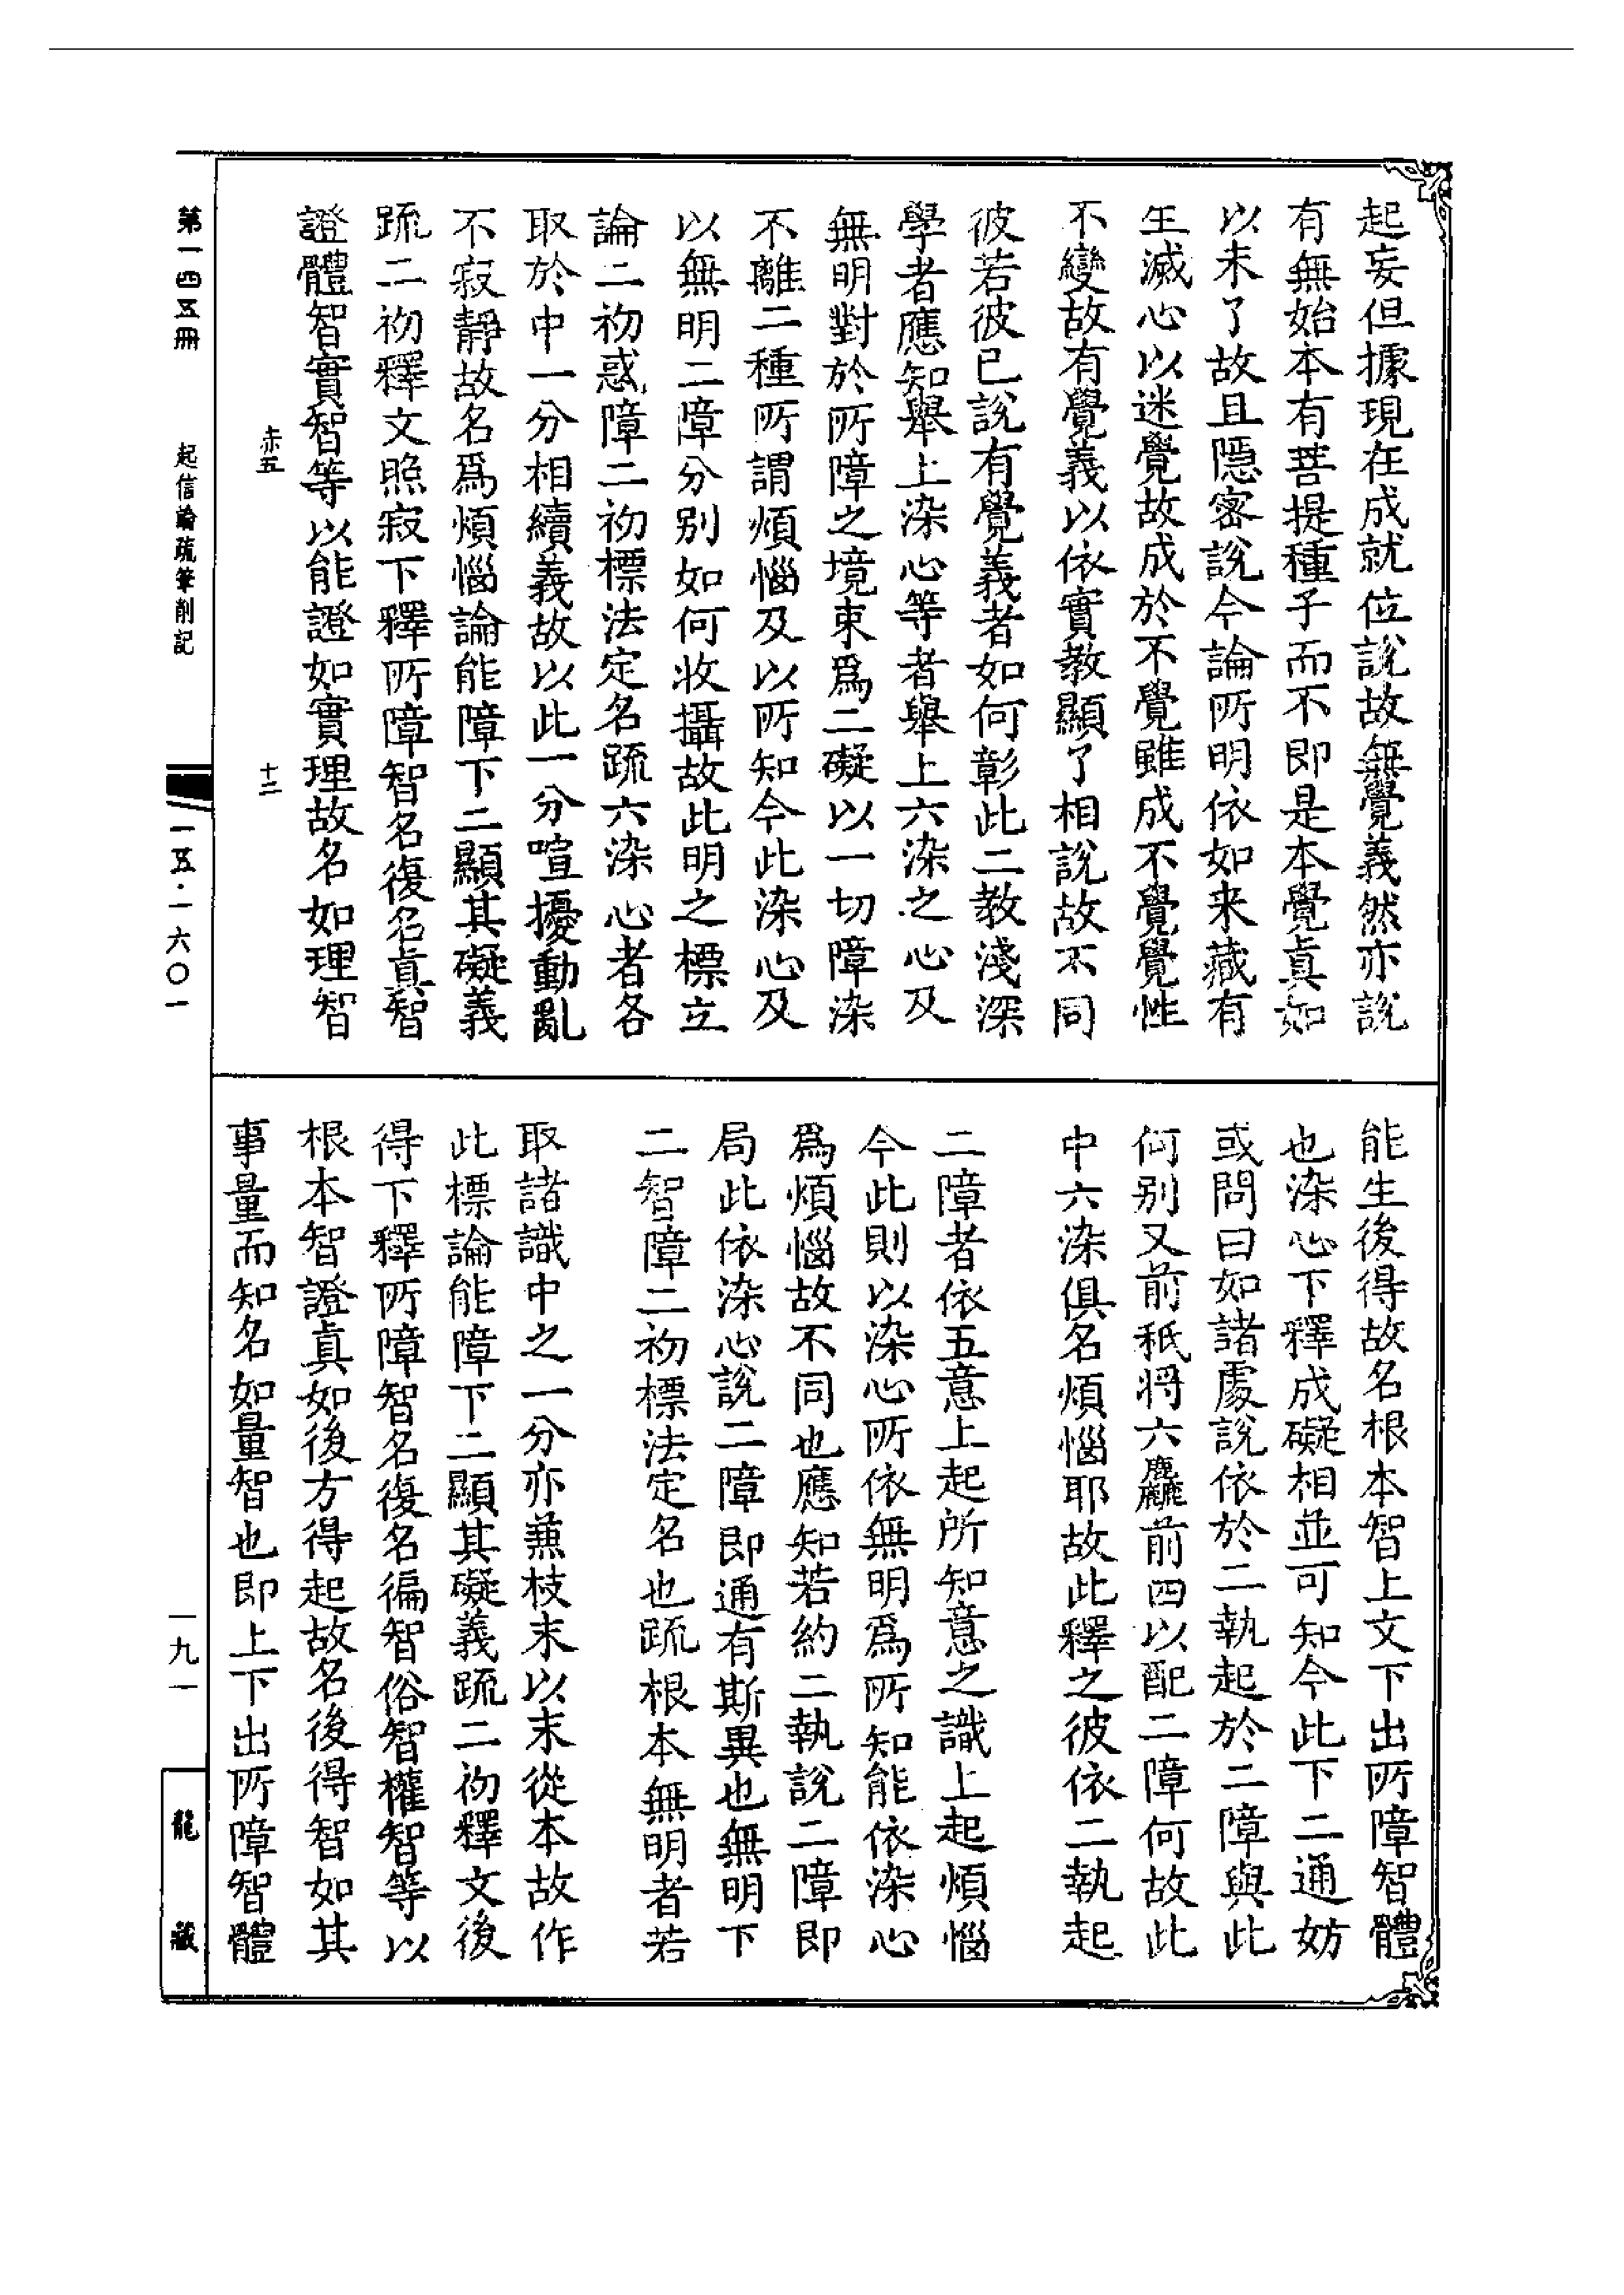 起妄但據現在成就位說故無覺義然亦說
有無始本有菩提種子而不即是本覺真如
以未了故且隱密說今論所明依如来藏有
生滅心以迷覺故成於不覺雖成不覺覺性
不變故有覺義以依實教顯了相說故不同
彼若彼已說有覺義者如何彰此二教淺深
學者應知舉上染心等者舉上六染之心及
無明對於所障之境束爲二礙以一切障染
不離二種所謂煩惱及以所知今此染心及
以無明二障分别如何收攝故此明之標立
論二初惑障二初標法定名䟽六染心者各
取於中一分相續義故以此一分喧擾動亂
不寂靜故名爲煩惱論能障下二顯其礙義
䟽二初釋文照寂下釋所障智名復名真智
證體智實智等以能證如實理故名如理智
赤五 十二
能生後得故名根本智上文下出所障智體
也染心下釋成礙相並可知今此下二通妨
或問曰如諸處說依於二執起於二障與此
何别又前秖将六麤前四以配二障何故此
中六染俱名煩惱耶故此釋之彼依二執起
二障者依五意上起所知意之識上起煩惱
今此則以染心所依無明爲所知能依染心
爲煩惱故不同也應知若約二執說二障即
局此依染心說二障即通有斯異也無明下
二智障二初標法定名也䟽根本無明者若
取諸識中之一分亦兼枝末以末從本故作
此標論能障下二顯其礙義䟽二初釋文後
得下釋所障智名復名徧智俗智權智等以
根本智證真如後方得起故名後得智如其
事量而知名如量智也即上下出所障智體
第一四五冊 起信論疏筆削記 一五·一六〇一
一九一
龍藏